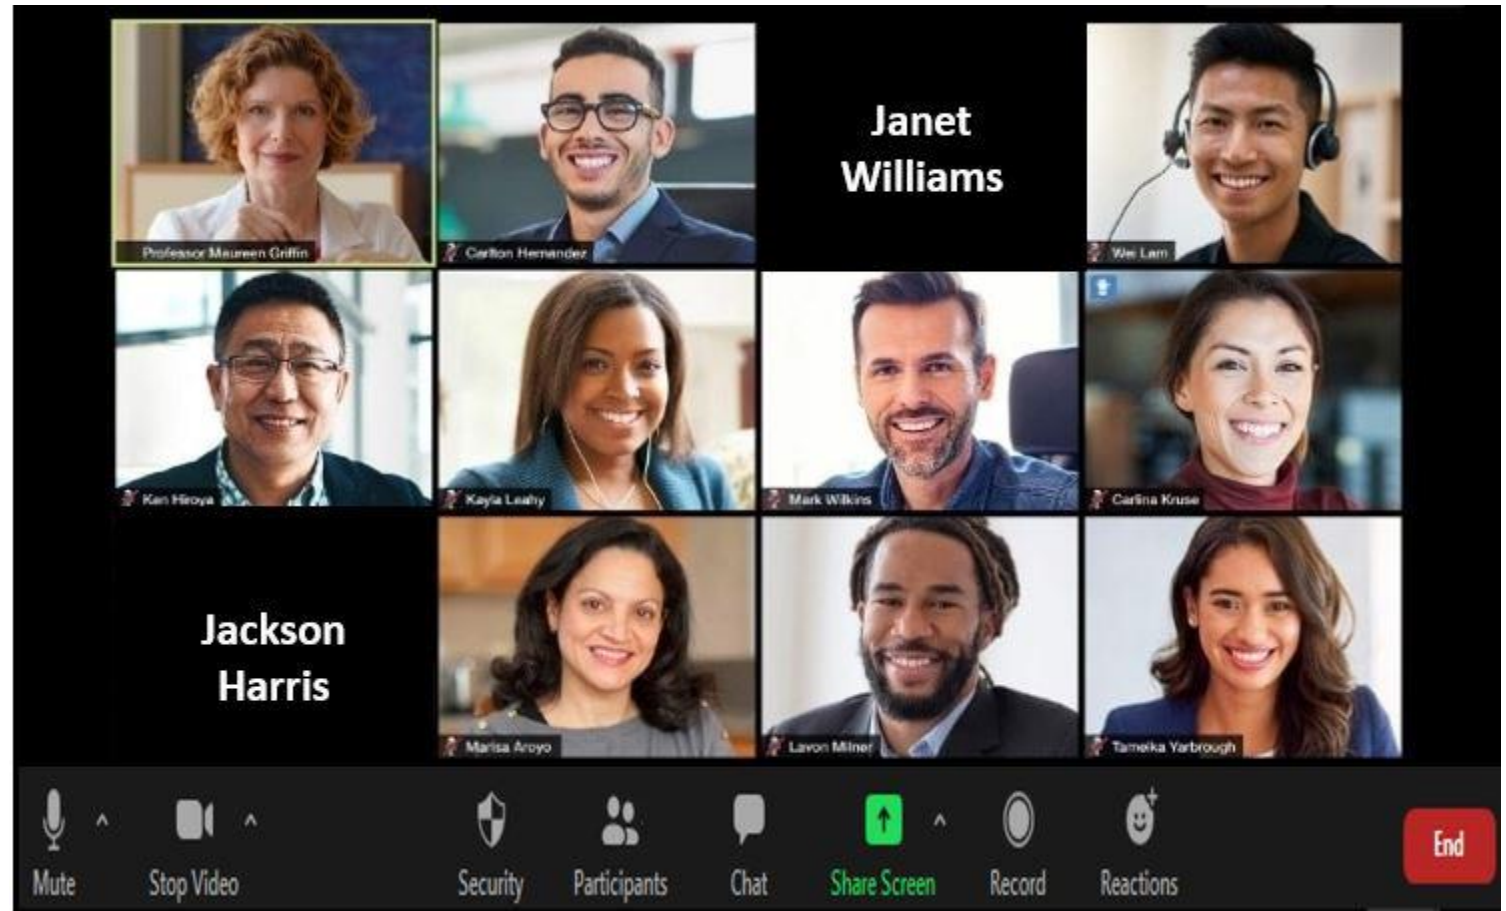 Professor Maureen Griffin
Carlton Hernandez
Janet
Williams
Wei Lam
Ken Hiroya
Kayla Leahy
Mark Wilkins
Carlina Kruse
Jackson
Harris
Marisa Aroyo
Lavon Milner
Tameika Yarbrough
Mute
Stop Video
Security
Participants
Chat
Share Screen
Record
Reactions
End